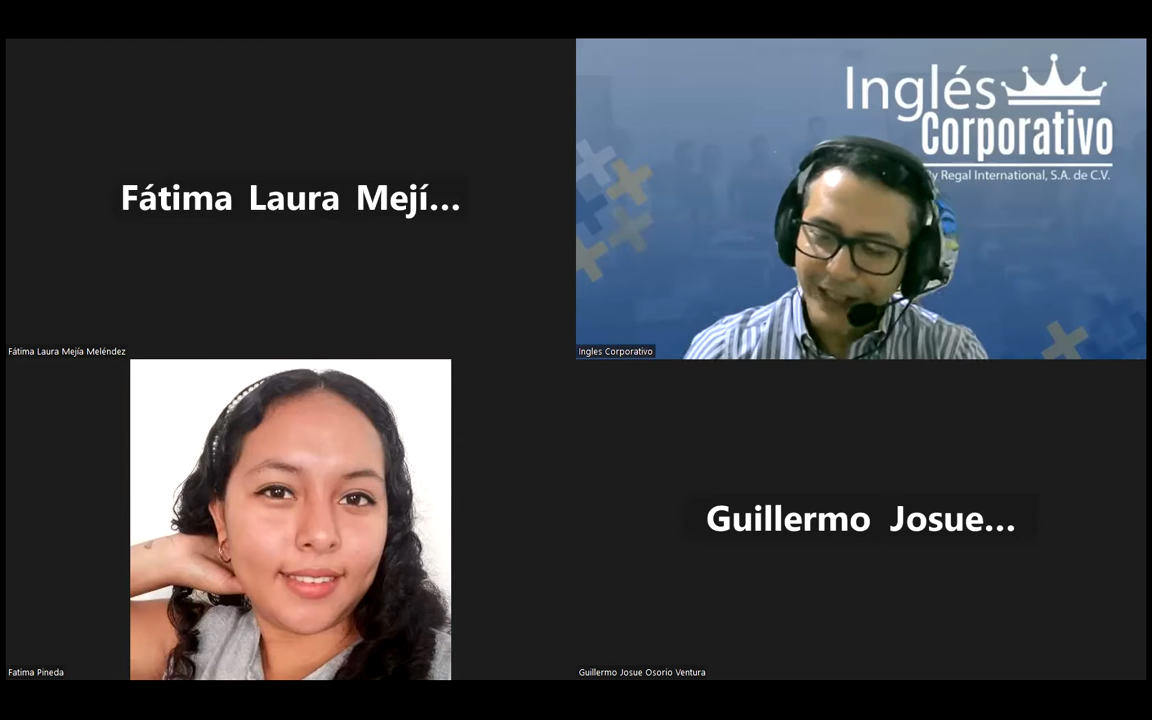 Fátima Laura Mejí...
Fátima Laura Mejía Meléndez
Inglés
Corporativo
y Regal International, S.A. de C.V.
Ingles Corporativo
Fatima Pineda
Guillermo Josue...
Guillermo Josue Osorio Ventura